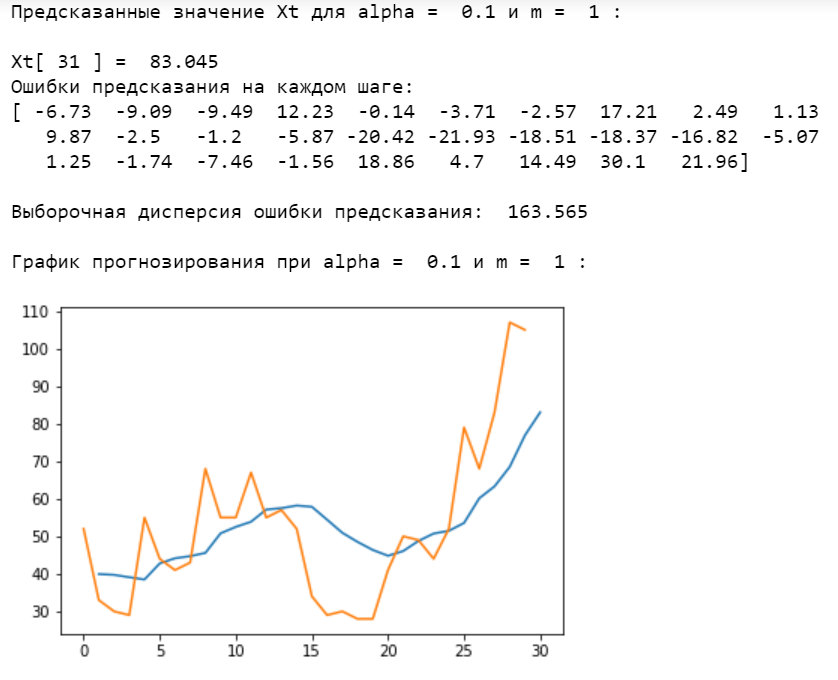 Предсказанные значение Xt для alpha =  0.1 и m =  1 :
Xt[ 31 ] =  83.045
Ошибки предсказания на каждом шаге:
[ -6.73  -9.09  -9.49  12.23  -0.14  -3.71  -2.57  17.21   2.49   1.13
9.87  -2.5   -1.2   -5.87 -20.42 -21.93 -18.51 -18.37 -16.82  -5.07
1.25  -1.74  -7.46  -1.56  18.86   4.7   14.49  30.1   21.96]
Выборочная дисперсия ошибки предсказания:  163.565
График прогнозирования при alpha =  0.1 и m =  1 :
110
100
90
80
70
60
50
40
30
0 5 10 15 20 25 30